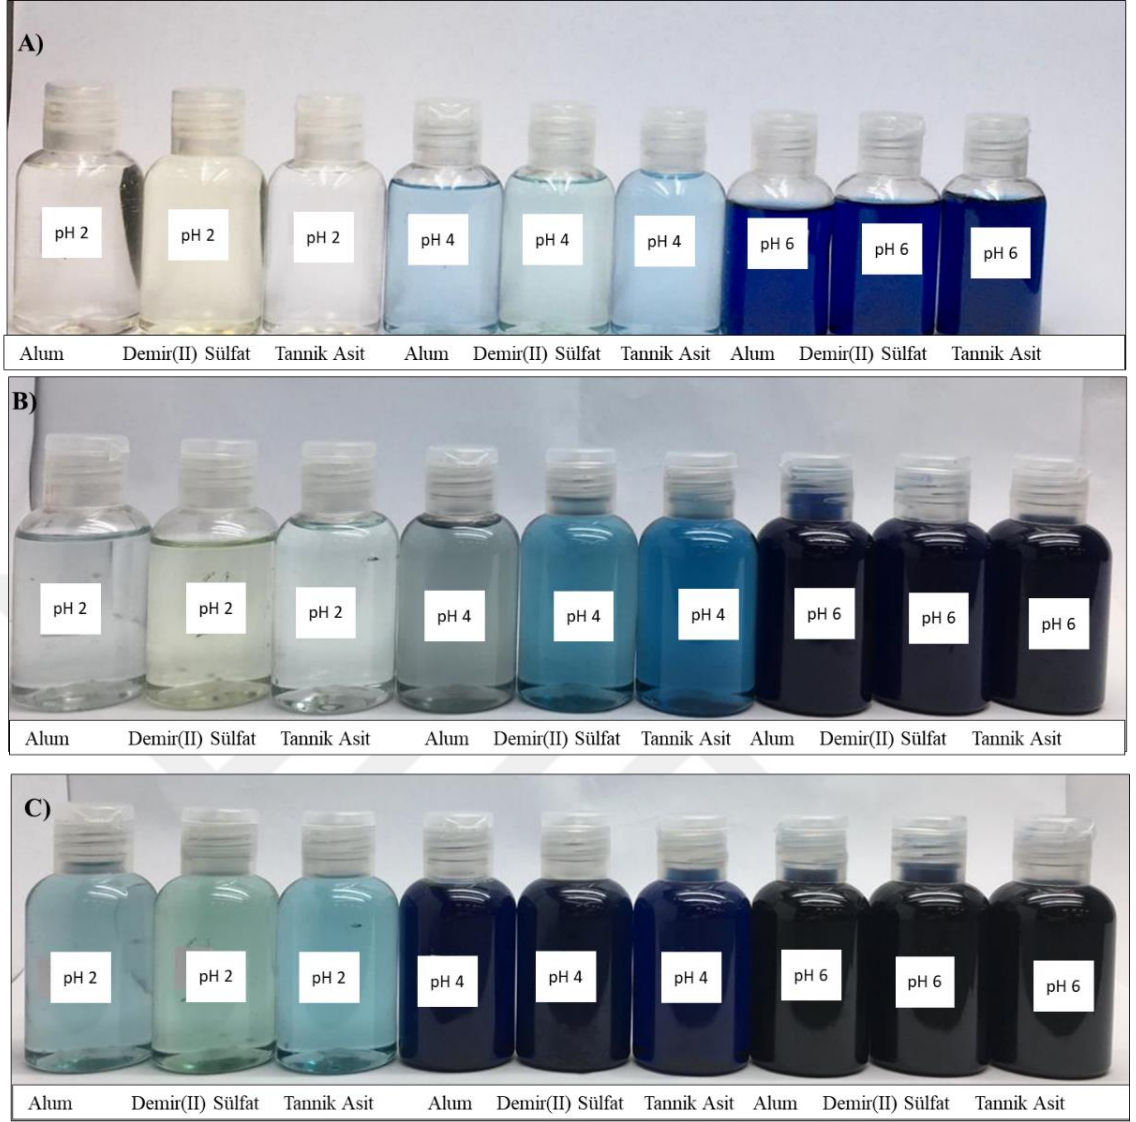 A)
pH 2 pH 2 pH 2 pH 4 pH 4 pH 4 pH 6 pH 6 pH 6
Alum Demir(II) Sülfat Tannik Asit Alum Demir(II) Sülfat Tannik Asit Alum Demir(II) Sülfat Tannik Asit
B)
pH 2 pH 2 pH 2 pH 4 pH 4 pH 4 pH 6 pH 6 pH 6
Alum Demir(II) Sülfat Tannik Asit Alum Demir(II) Sülfat Tannik Asit Alum Demir(II) Sülfat Tannik Asit
C)
pH 2 pH 2 pH 2 pH 4 pH 4 pH 4 pH 6 pH 6 pH 6
Alum Demir(II) Sülfat Tannik Asit Alum Demir(II) Sülfat Tannik Asit Alum Demir(II) Sülfat Tannik Asit